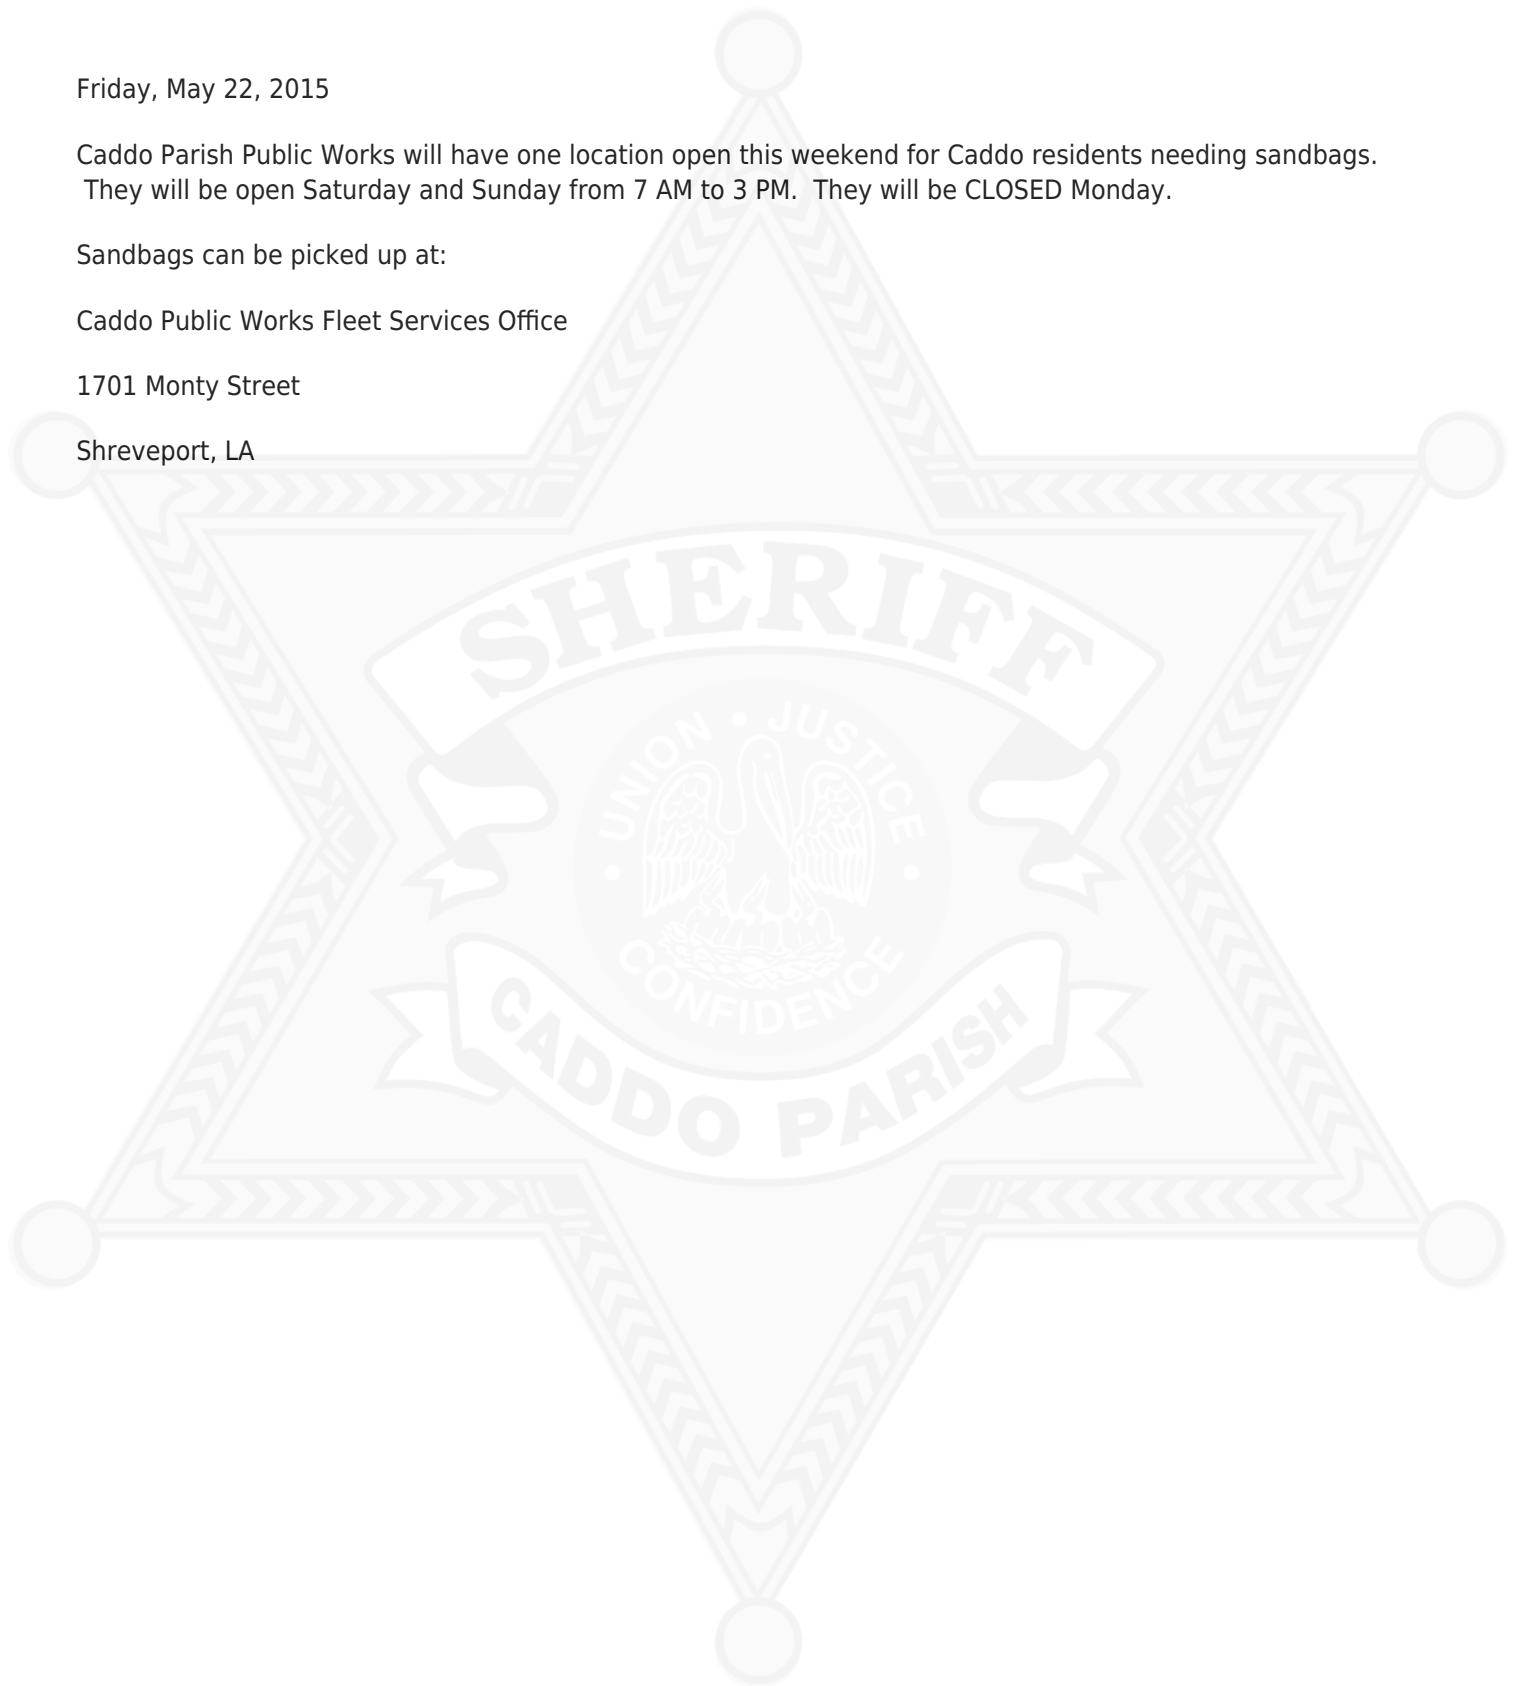 Friday, May 22, 2015
Caddo Parish Public Works will have one location open this weekend for Caddo residents needing sandbags.
They will be open Saturday and Sunday from 7 AM to 3 PM.  They will be CLOSED Monday.
Sandbags can be picked up at:
Caddo Public Works Fleet Services Office
1701 Monty Street
Shreveport, LA
SHERIFF
UNION • JUSTICE
• CONFIDENCE •
CADDO PARISH